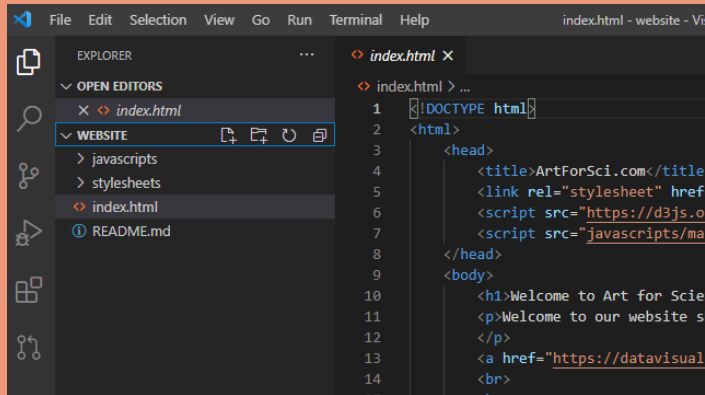 File Edit Selection View Go Run Terminal Help index.html - website - Vis
EXPLORER ···
OPEN EDITORS
index.html
WEBSITE
javascripts
stylesheets
index.html
README.md
index.html
index.html > ...
1 <!DOCTYPE html>
2 <html>
3 <head>
4 <title>ArtForSci.com</title
5 <link rel="stylesheet" href
6 <script src="https://d3js.o
7 <script src="javascripts/ma
8 </head>
9 <body>
10 <h1>Welcome to Art for Scie
11 <p>Welcome to our website s
12 </p>
13 <a href="https://datavisual
14 <br>